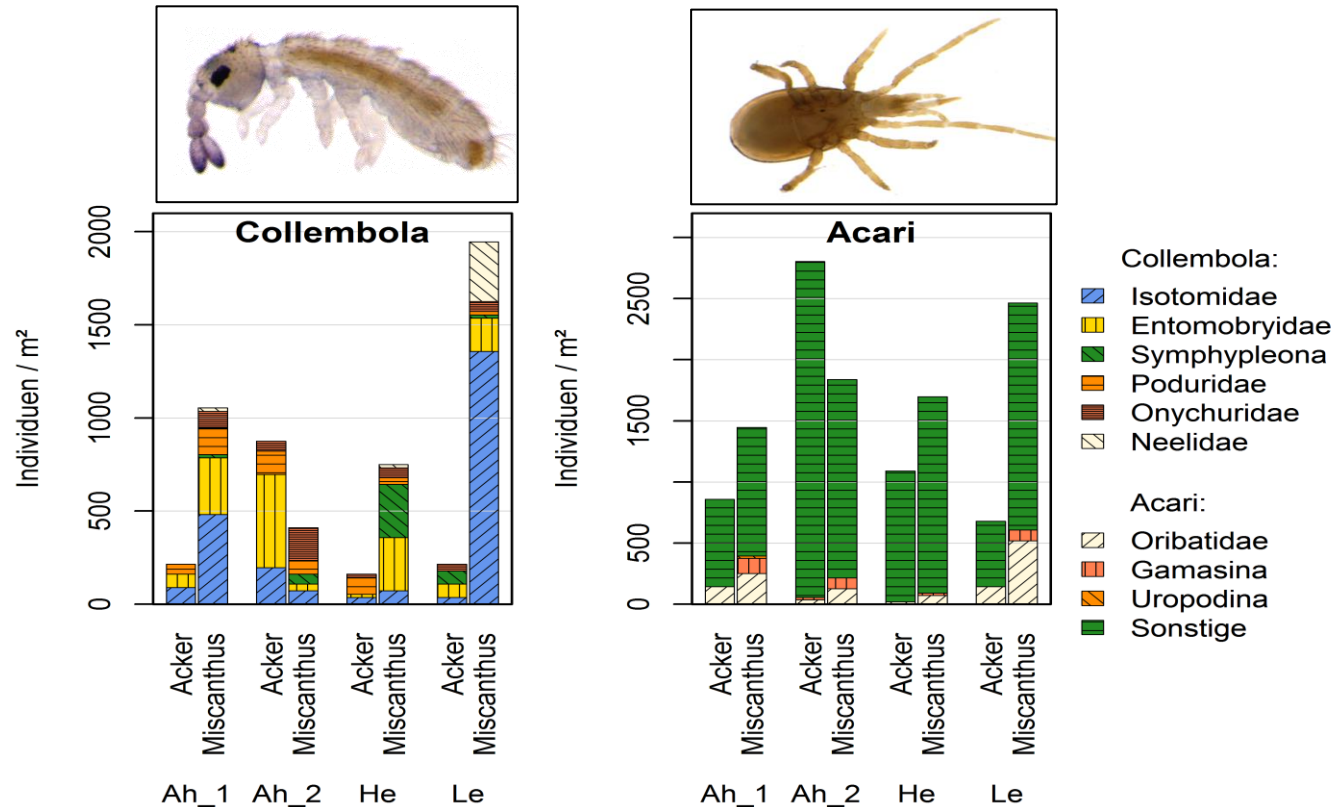 Collembola
Individuen / m²
0
500
1000
1500
2000
Acker
Miscanthus
Acker
Miscanthus
Acker
Miscanthus
Acker
Miscanthus
Ah_1
Ah_2
He
Le
Acari
Individuen / m²
0
500
1500
2500
Acker
Miscanthus
Acker
Miscanthus
Acker
Miscanthus
Acker
Miscanthus
Ah_1
Ah_2
He
Le
Collembola:
Isotomidae
Entomobryidae
Symphypleona
Poduridae
Onychuridae
Neelidae
Acari:
Oribatidae
Gamasina
Uropodina
Sonstige